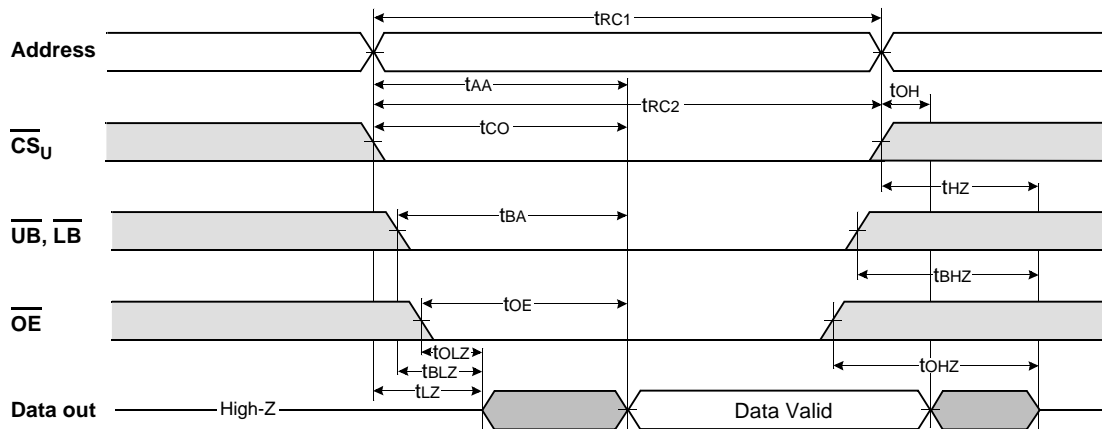 tRC1
Address
tAA
tOH
tRC2
tCO
CSU
tHZ
tBA
UB, LB
tBHZ
tOE
OE
tOLZ
tBLZ
tOHZ
tLZ
Data out
High-Z
Data Valid